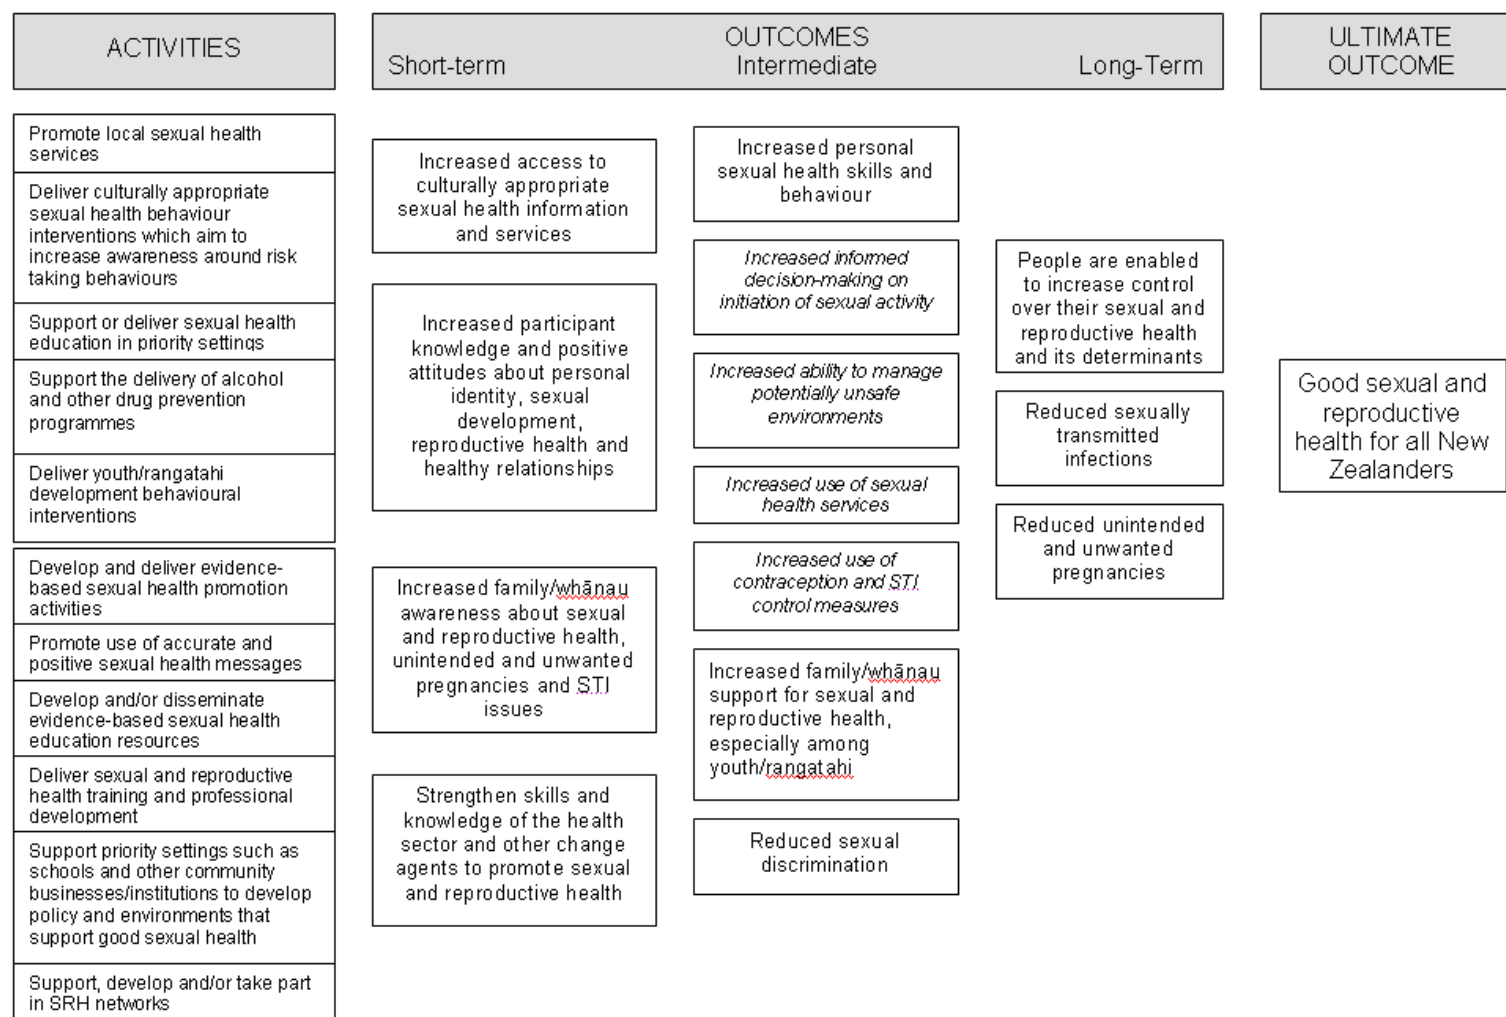 ACTIVITIES
OUTCOMES
Short-term Intermediate Long-Term
ULTIMATE
OUTCOME
Promote local sexual health
services
Deliver culturally appropriate
sexual health behaviour
interventions which aim to
increase awareness around risk
taking behaviours
Support or deliver sexual health
education in priority settings
Support the delivery of alcohol
and other drug prevention
programmes
Deliver youth/rangatahi
development behavioural
interventions
Develop and deliver evidence-
based sexual health promotion
activities
Promote use of accurate and
positive sexual health messages
Develop and/or disseminate
evidence-based sexual health
education resources
Deliver sexual and reproductive
health training and professional
development
Support priority settings such as
schools and other community
businesses/institutions to develop
policy and environments that
support good sexual health
Support, develop and/or take part
in SRH networks
Increased access to
culturally appropriate
sexual health information
and services
Increased participant
knowledge and positive
attitudes about personal
identity, sexual
development,
reproductive health and
healthy relationships
Increased family/whānau
awareness about sexual
and reproductive health,
unintended and unwanted
pregnancies and STI
issues
Strengthen skills and
knowledge of the health
sector and other change
agents to promote sexual
and reproductive health
Increased personal
sexual health skills and
behaviour
Increased informed
decision-making on
initiation of sexual activity
Increased ability to manage
potentially unsafe
environments
Increased use of sexual
health services
Increased use of
contraception and STI
control measures
Increased family/whānau
support for sexual and
reproductive health,
especially among
youth/rangatahi
Reduced sexual
discrimination
People are enabled
to increase control
over their sexual and
reproductive health
and its determinants
Reduced sexually
transmitted
infections
Reduced unintended
and unwanted
pregnancies
Good sexual and
reproductive
health for all New
Zealanders